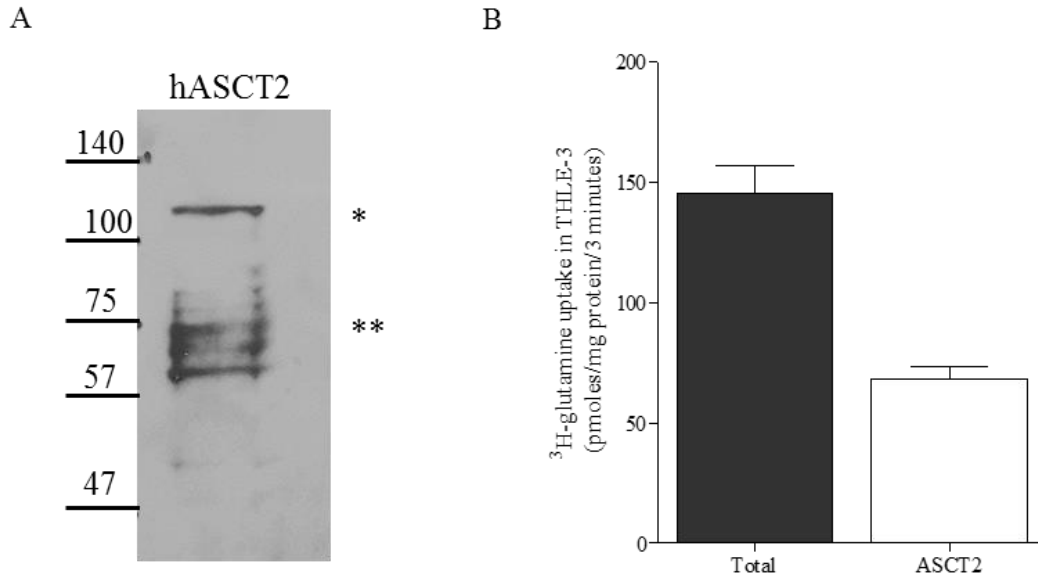 A
hASCT2
140
100
75
57
47
*
**
B
³H-glutamine uptake in THLE-3
(pmoles/mg protein/3 minutes)
200
150
100
50
0
Total
ASCT2